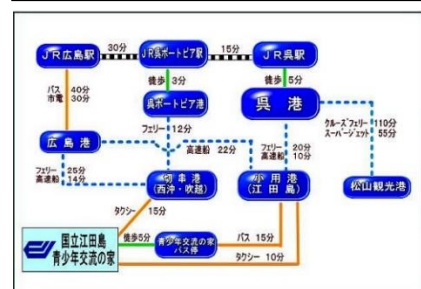 30分
15分
JR広島駅
JR呉ポートピア駅
JR呉駅
バス 40分
市電 30分
徒歩 3分
徒歩 5分
呉ポートピア港
呉港
フェリー 12分
クルーズフェリー 110分
スーパージェット 55分
広島港
高速船 22分
フェリー 20分
高速船 10分
フェリー 25分
高速船 14分
切串港
(西沖・吹越)
小用港
(江田島)
松山観光港
タクシー 15分
国立江田島
青少年交流の家
徒歩5分
青少年交流の家
バス停
バス 15分
タクシー 10分